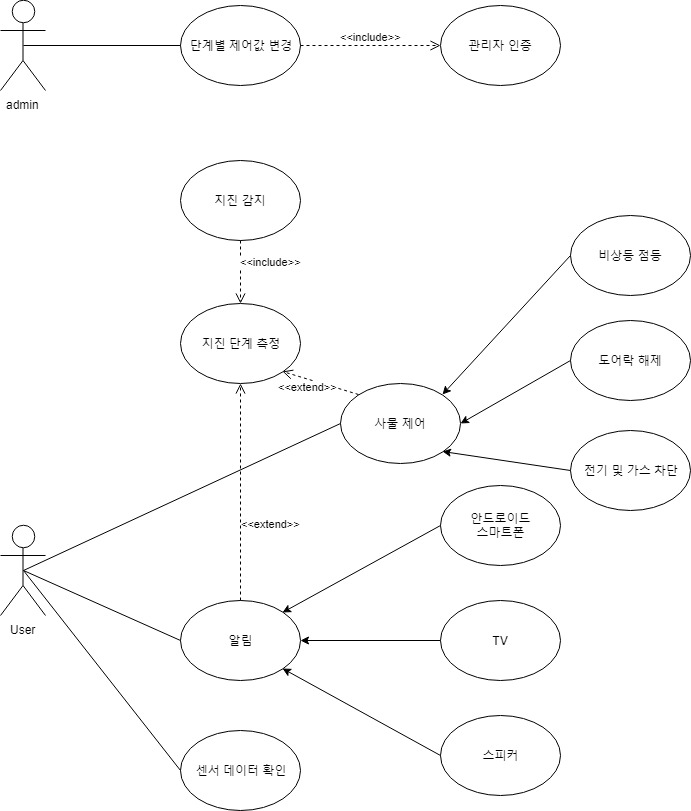 단계별 제어값 변경
<<include>>
관리자 인증
admin
지진 감지
<<include>>
비상등 점등
지진 단계 측정
도어락 해제
<<extend>>
사물 제어
전기 및 가스 차단
안드로이드
스마트폰
<<extend>>
User
알림
TV
스피커
센서 데이터 확인